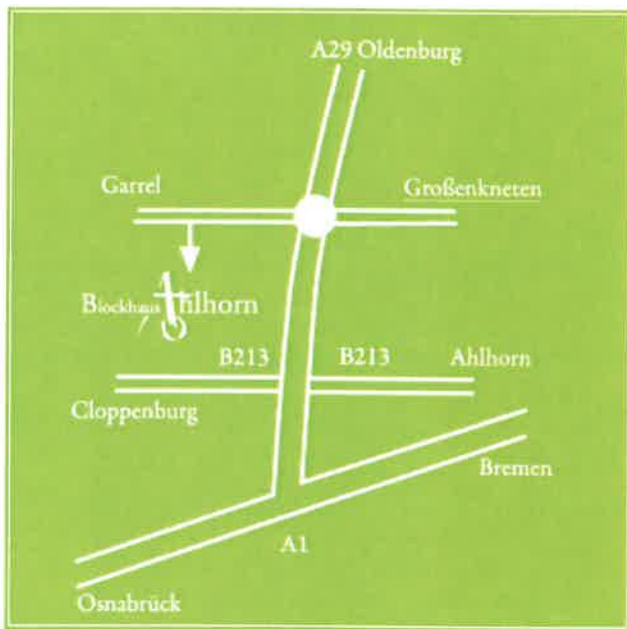 A29 Oldenburg
Garrel
Großenkneten
Blockhaus Ahlhorn
B213
B213
Ahlhorn
Cloppenburg
Bremen
A1
Osnabrück